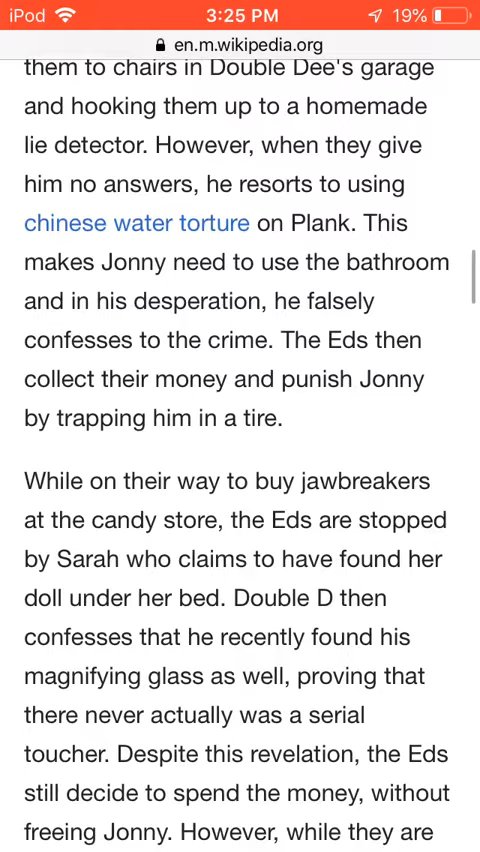 iPod 3:25 PM 19%
en.m.wikipedia.org
them to chairs in Double Dee's garage
and hooking them up to a homemade
lie detector. However, when they give
him no answers, he resorts to using
chinese water torture on Plank. This
makes Jonny need to use the bathroom
and in his desperation, he falsely
confesses to the crime. The Eds then
collect their money and punish Jonny
by trapping him in a tire.
While on their way to buy jawbreakers
at the candy store, the Eds are stopped
by Sarah who claims to have found her
doll under her bed. Double D then
confesses that he recently found his
magnifying glass as well, proving that
there never actually was a serial
toucher. Despite this revelation, the Eds
still decide to spend the money, without
freeing Jonny. However, while they are